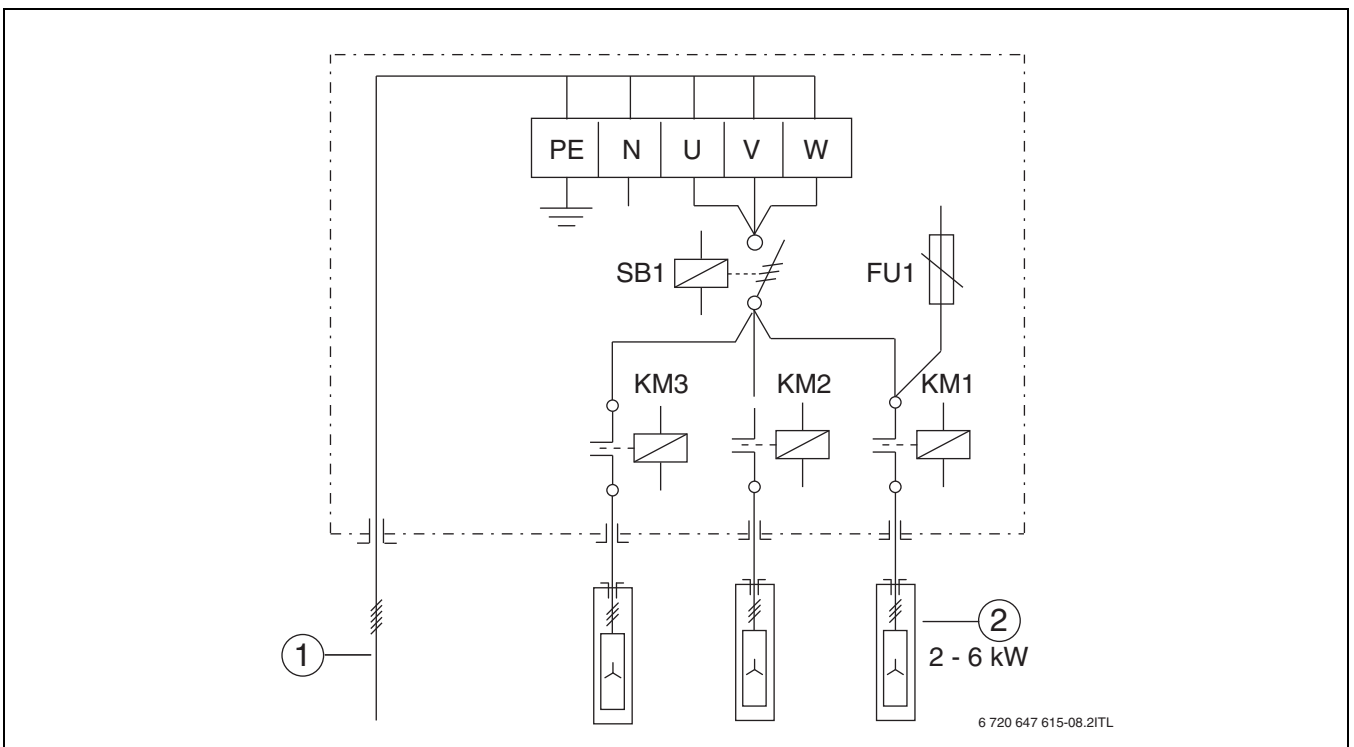 PE N U V W
SB1
FU1
KM3 KM2 KM1
1
2
2 - 6 kW
6 720 647 615-08.2ITL